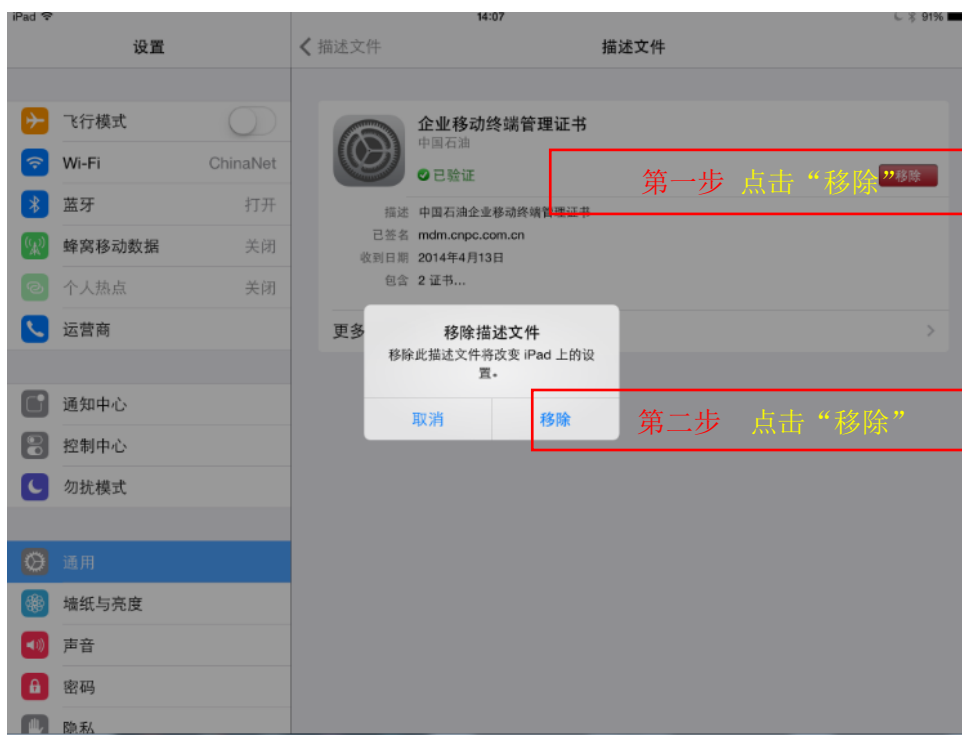 iPad 14:07 91%
设置
描述文件 描述文件
飞行模式
Wi-Fi ChinaNet
蓝牙 打开
蜂窝移动数据 关闭
个人热点 关闭
运营商
通知中心
控制中心
勿扰模式
通用
墙纸与亮度
声音
密码
隐私
企业移动终端管理证书
中国石油
已验证
第一步 点击“移除” 移除
描述 中国石油企业移动终端管理证书
已签名 mdm.cnpc.com.cn
收到日期 2014年4月13日
包含 2 证书...
更多
移除描述文件
移除此描述文件将改变 iPad 上的设
置。
取消 移除
第二步 点击“移除”